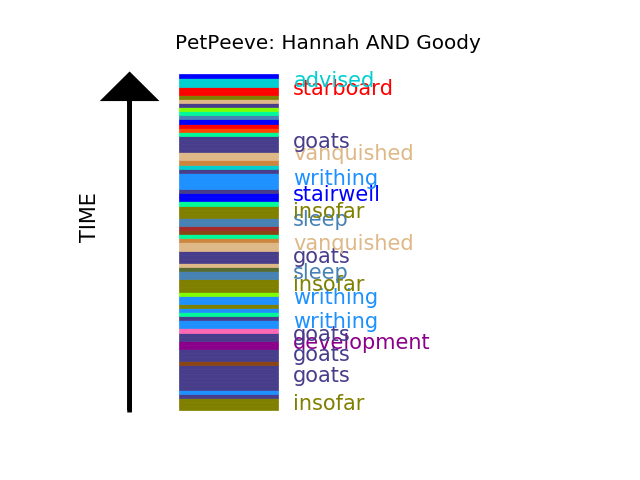 PetPeeve: Hannah AND Goody
advised
starboard
goats
vanquished
writhing
stairwell
insofar
sleep
vanquished
goats
sleep
insofar
writhing
writhing
goats
development
goats
goats
insofar
TIME